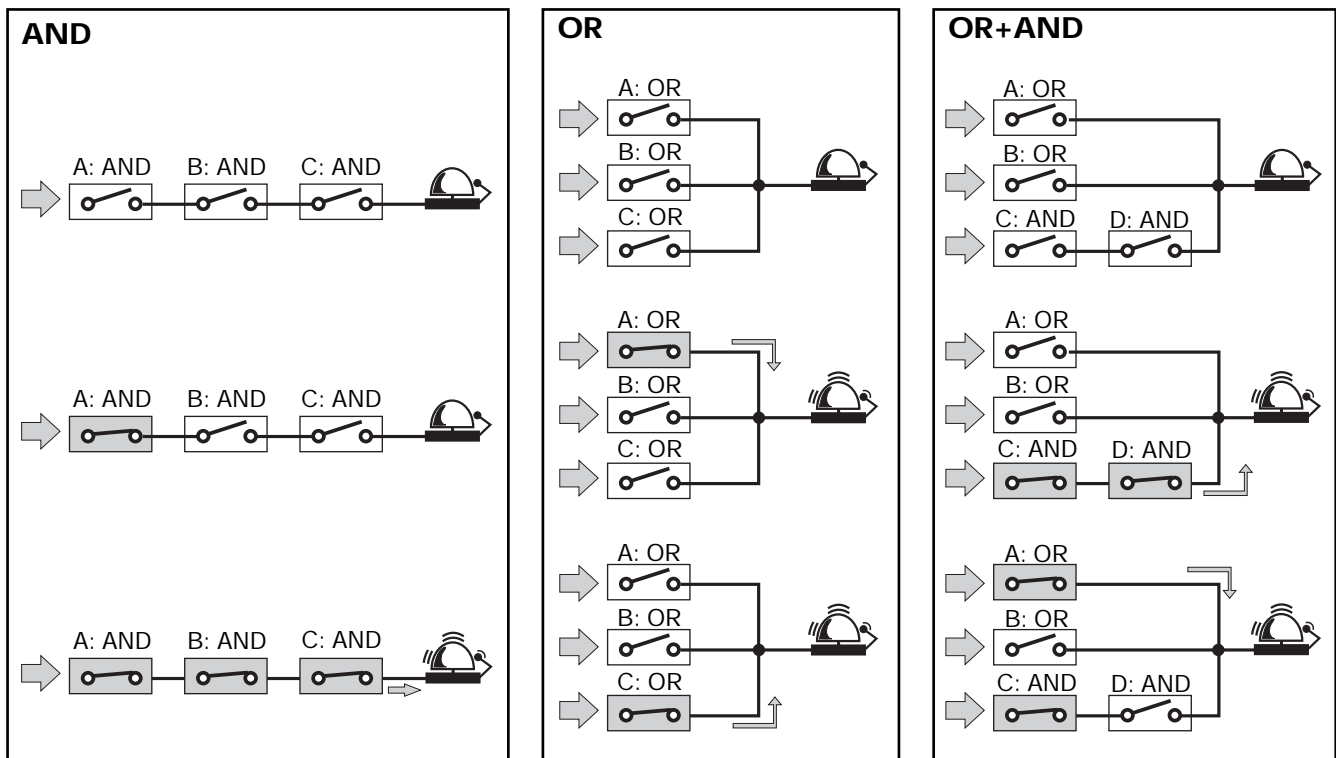 AND
A: AND B: AND C: AND
A: AND B: AND C: AND
A: AND B: AND C: AND
OR
A: OR
B: OR
C: OR
A: OR
B: OR
C: OR
A: OR
B: OR
C: OR
OR+AND
A: OR
B: OR
C: AND D: AND
A: OR
B: OR
C: AND D: AND
A: OR
B: OR
C: AND D: AND